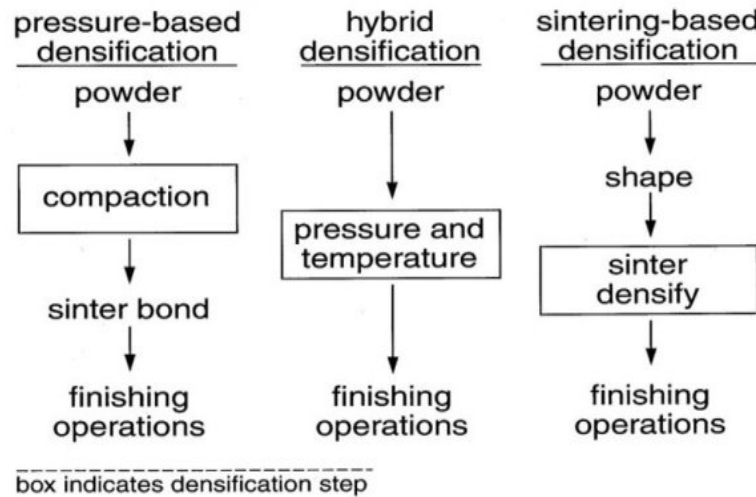 pressure-based
densification
powder
compaction
sinter bond
finishing
operations
hybrid
densification
powder
pressure and
temperature
finishing
operations
sintering-based
densification
powder
shape
sinter
densify
finishing
operations
box indicates densification step